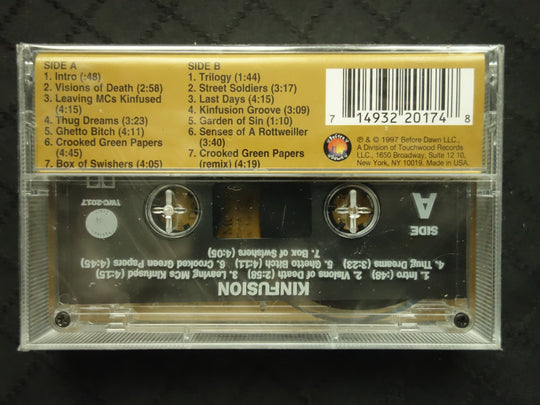 SIDE A
1. Intro (:48)
2. Visions of Death (2:58)
3. Leaving MCs Kinfused
(4:15)
4. Thug Dreams (3:23)
5. Ghetto Bitch (4:11)
6. Crooked Green Papers
(4:45)
7. Box of Swishers (4:05)
SIDE B
1. Trilogy (1:44)
2. Street Soldiers (3:17)
3. Last Days (4:15)
4. Kinfusion Groove (3:09)
5. Garden of Sin (1:10)
6. Senses of A Rottweiller
(3:40)
7. Crooked Green Papers
(remix) (4:19)
7 14932 20174 8
℗ & © 1997 Before Dawn LLC.,
A Division of Touchwood Records
LLC., 1650 Broadway, Suite 12 10,
New York, NY 10019. Made in USA.
TWC-2017
SIDE
A
KINFUSION
1. Intro (:48) 2. Visions of Death (2:58) 3. Leaving MCs Kinfused (4:15)
4. Thug Dreams (3:23) 5. Ghetto Bitch (4:11) 6. Crooked Green Papers (4:45)
7. Box of Swishers (4:05)